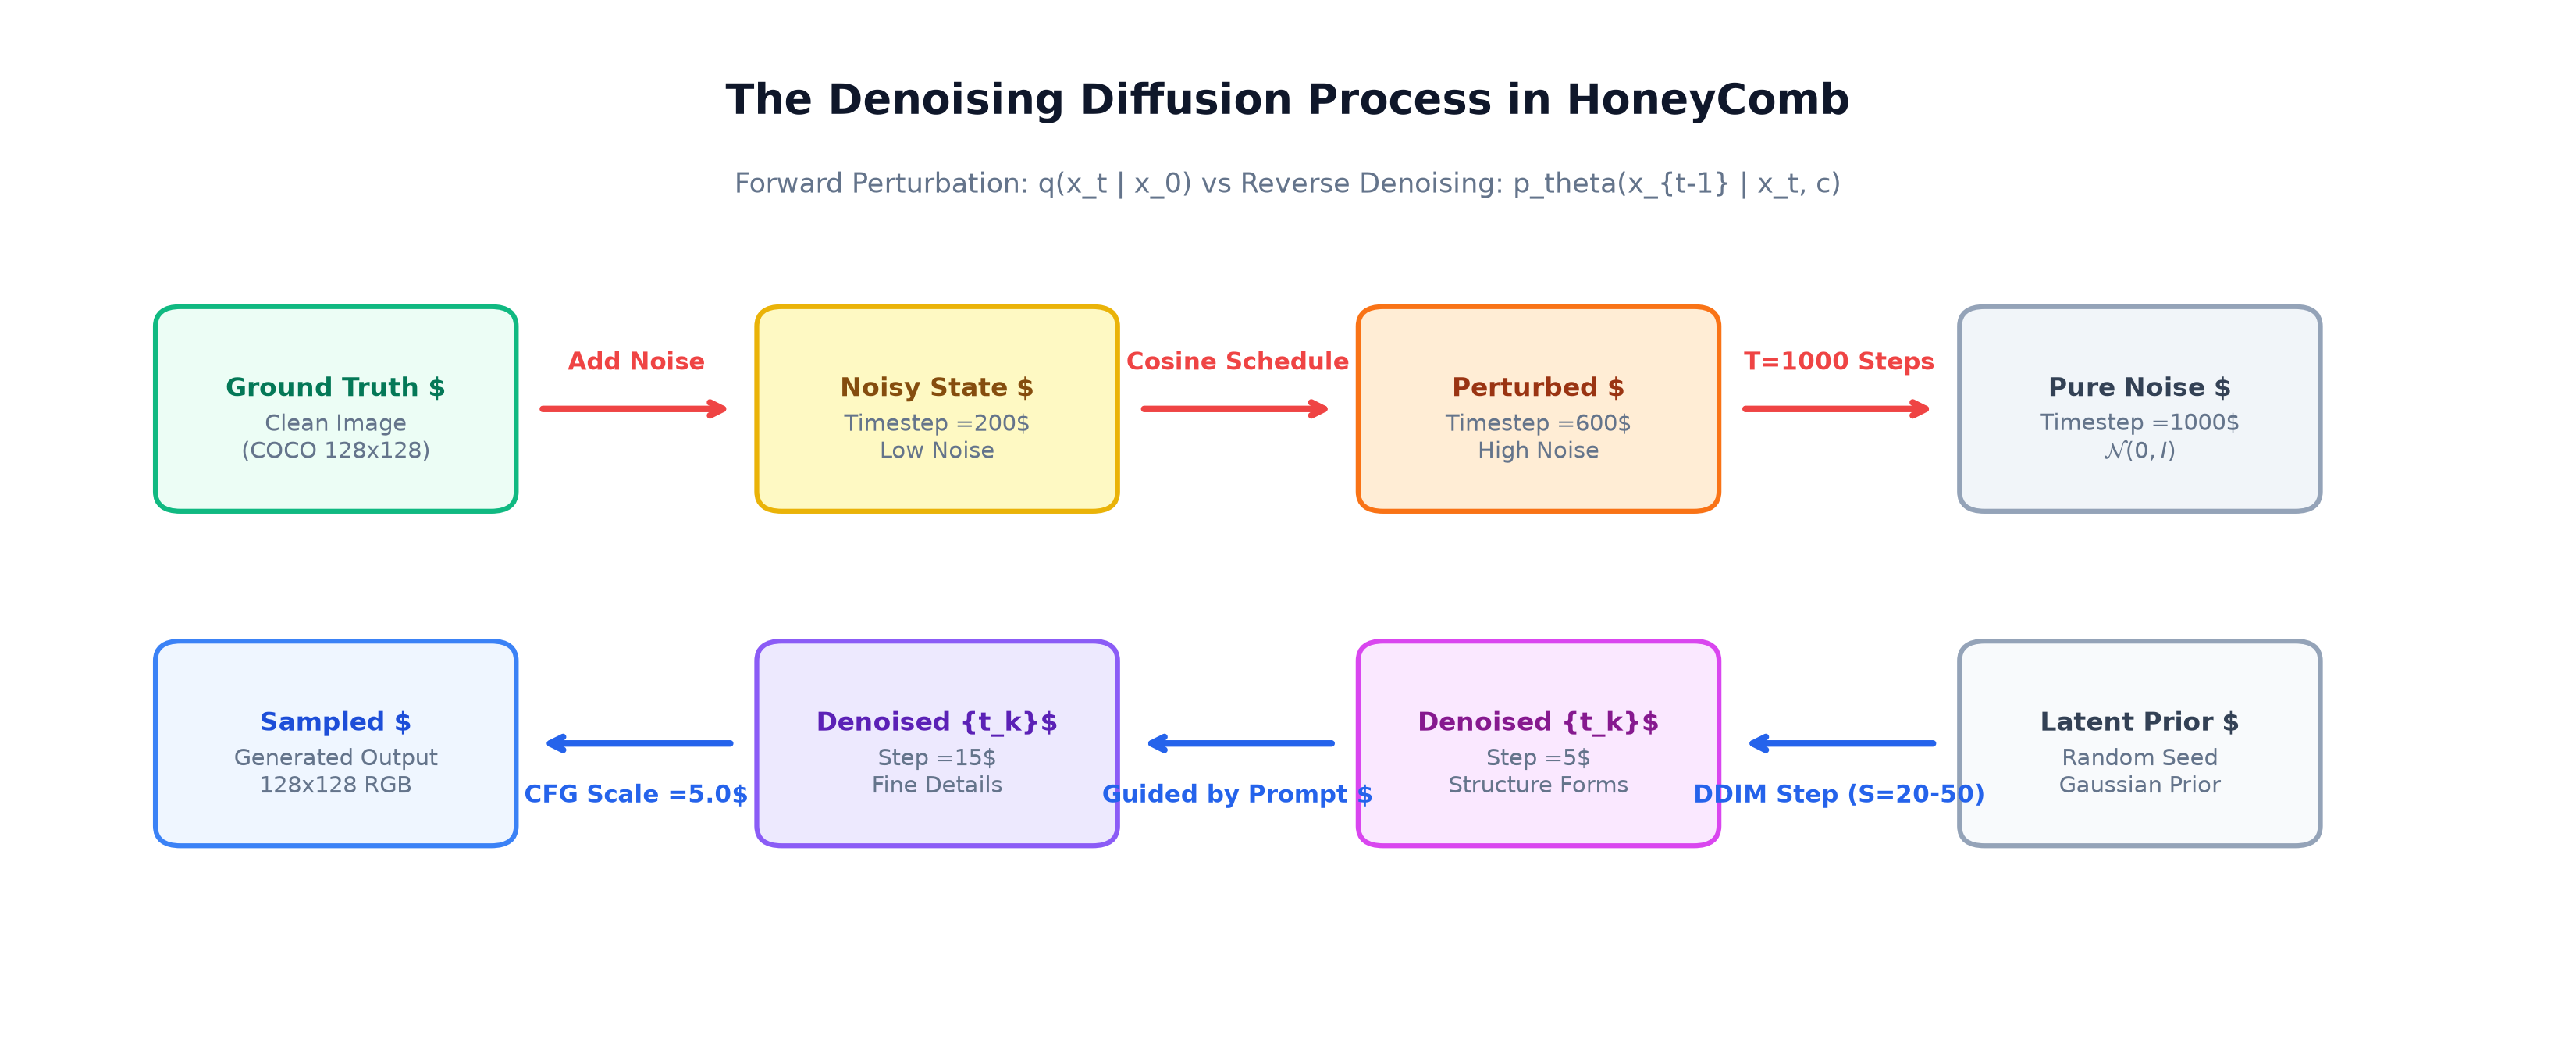 The Denoising Diffusion Process in HoneyComb
Forward Perturbation: q(x_t | x_0) vs Reverse Denoising: p_theta(x_{t-1} | x_t, c)
Ground Truth $
Clean Image
(COCO 128x128)
Add Noise
Noisy State $
Timestep =200$
Low Noise
Cosine Schedule
Perturbed $
Timestep =600$
High Noise
T=1000 Steps
Pure Noise $
Timestep =1000$
𝒩(0, I)
Sampled $
Generated Output
128x128 RGB
CFG Scale =5.0$
Denoised {t_k}$
Step =15$
Fine Details
Guided by Prompt $
Denoised {t_k}$
Step =5$
Structure Forms
DDIM Step (S=20-50)
Latent Prior $
Random Seed
Gaussian Prior